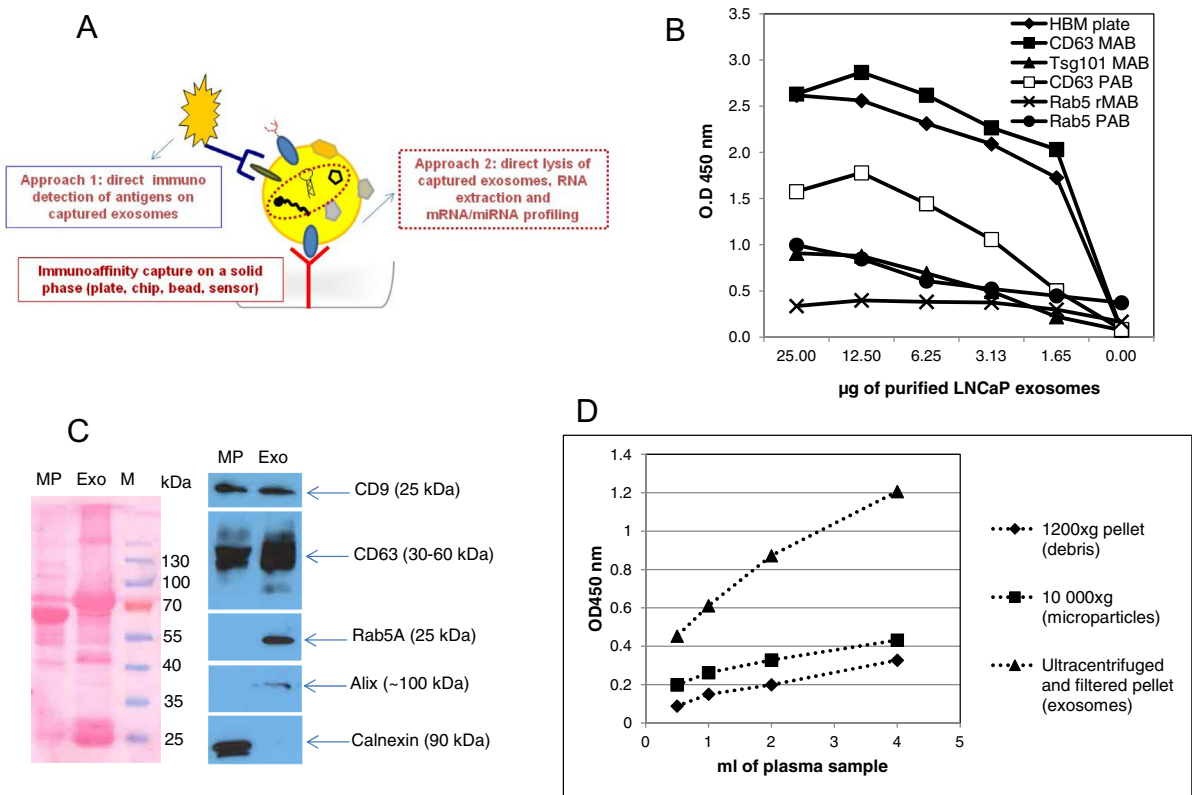 A
Approach 1: direct immuno
detection of antigens on
captured exosomes
Approach 2: direct lysis of
captured exosomes, RNA
extraction and
mRNA/miRNA profiling
Immunoaffinity capture on a solid
phase (plate, chip, bead, sensor)
B
3.5
3.0
2.5
2.0
1.5
1.0
0.5
0.0
O.D 450 nm
HBM plate
CD63 MAB
Tsg101 MAB
CD63 PAB
Rab5 rMAB
Rab5 PAB
25.00 12.50 6.25 3.13 1.65 0.00
µg of purified LNCaP exosomes
C
MP Exo M kDa
130
100
70
55
40
35
25
MP Exo
CD9 (25 kDa)
CD63 (30-60 kDa)
Rab5A (25 kDa)
Alix (~100 kDa)
Calnexin (90 kDa)
D
1.4
1.2
1
0.8
0.6
0.4
0.2
0
OD450 nm
0 1 2 3 4 5
ml of plasma sample
1200xg pellet
(debris)
10 000xg
(microparticles)
Ultracentrifuged
and filtered pellet
(exosomes)